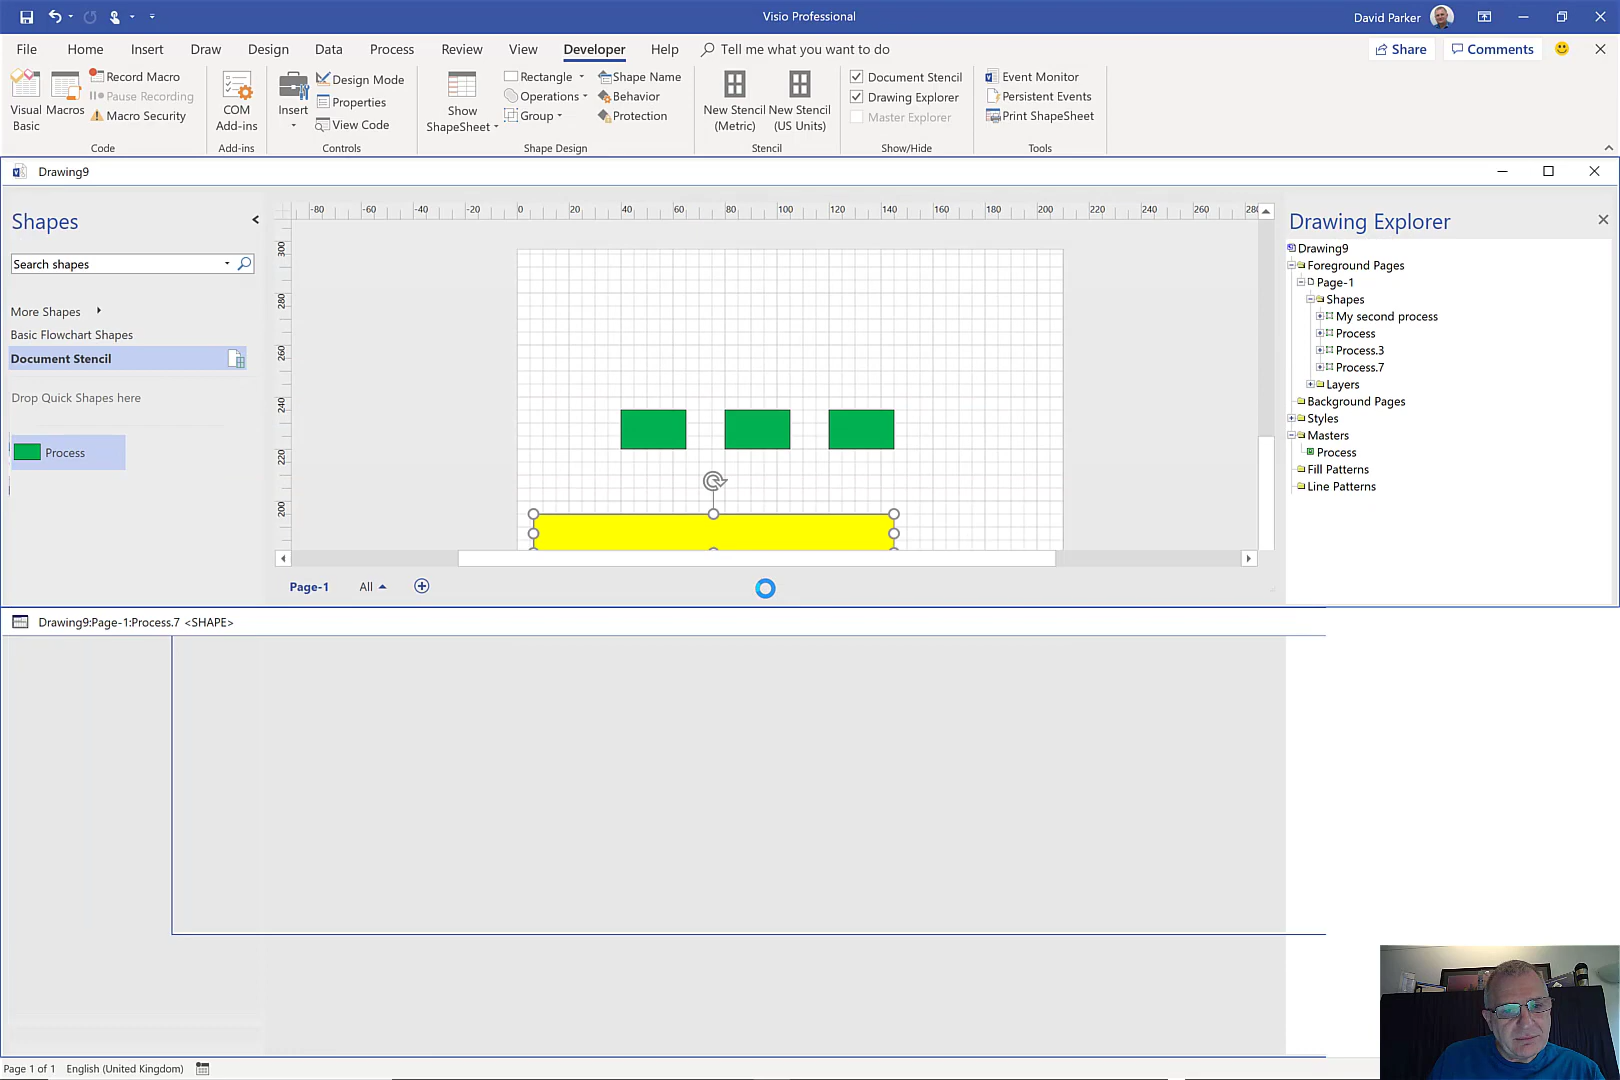 Visio Professional
David Parker
File Home Insert Draw Design Data Process Review View Developer Help Tell me what you want to do
Share Comments
Visual Basic
Macros
Record Macro
Pause Recording
Macro Security
Code
COM Add-ins
Add-ins
Insert
Design Mode
Properties
View Code
Controls
Show ShapeSheet
Rectangle
Operations
Group
Shape Name
Behavior
Protection
Shape Design
New Stencil (Metric)
New Stencil (US Units)
Stencil
Document Stencil
Drawing Explorer
Master Explorer
Show/Hide
Event Monitor
Persistent Events
Print ShapeSheet
Tools
Drawing9
Shapes
Search shapes
More Shapes
Basic Flowchart Shapes
Document Stencil
Drop Quick Shapes here
Process
-80 -60 -40 -20 0 20 40 60 80 100 120 140 160 180 200 220 240 260 28
300
280
260
240
220
200
Page-1 All
Drawing Explorer
Drawing9
Foreground Pages
Page-1
Shapes
My second process
Process
Process.3
Process.7
Layers
Background Pages
Styles
Masters
Process
Fill Patterns
Line Patterns
Drawing9:Page-1:Process.7 <SHAPE>
Page 1 of 1 English (United Kingdom)